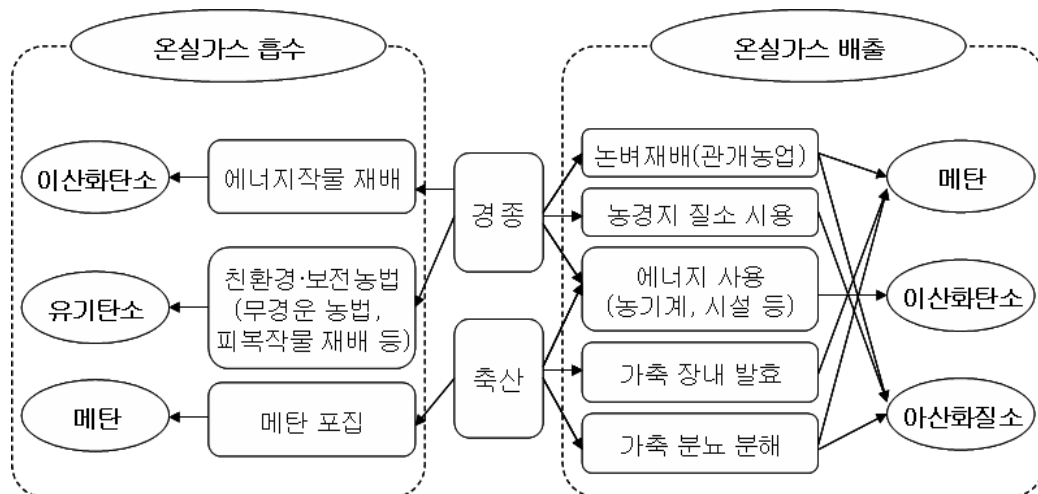 온실가스 흡수
온실가스 배출
이산화탄소
에너지작물 재배
유기탄소
친환경·보전농법
(무경운 농법,
피복작물 재배 등)
메탄
메탄 포집
경종
축산
논벼재배(관개농업)
농경지 질소 시용
에너지 사용
(농기계, 시설 등)
가축 장내 발효
가축 분뇨 분해
메탄
이산화탄소
아산화질소